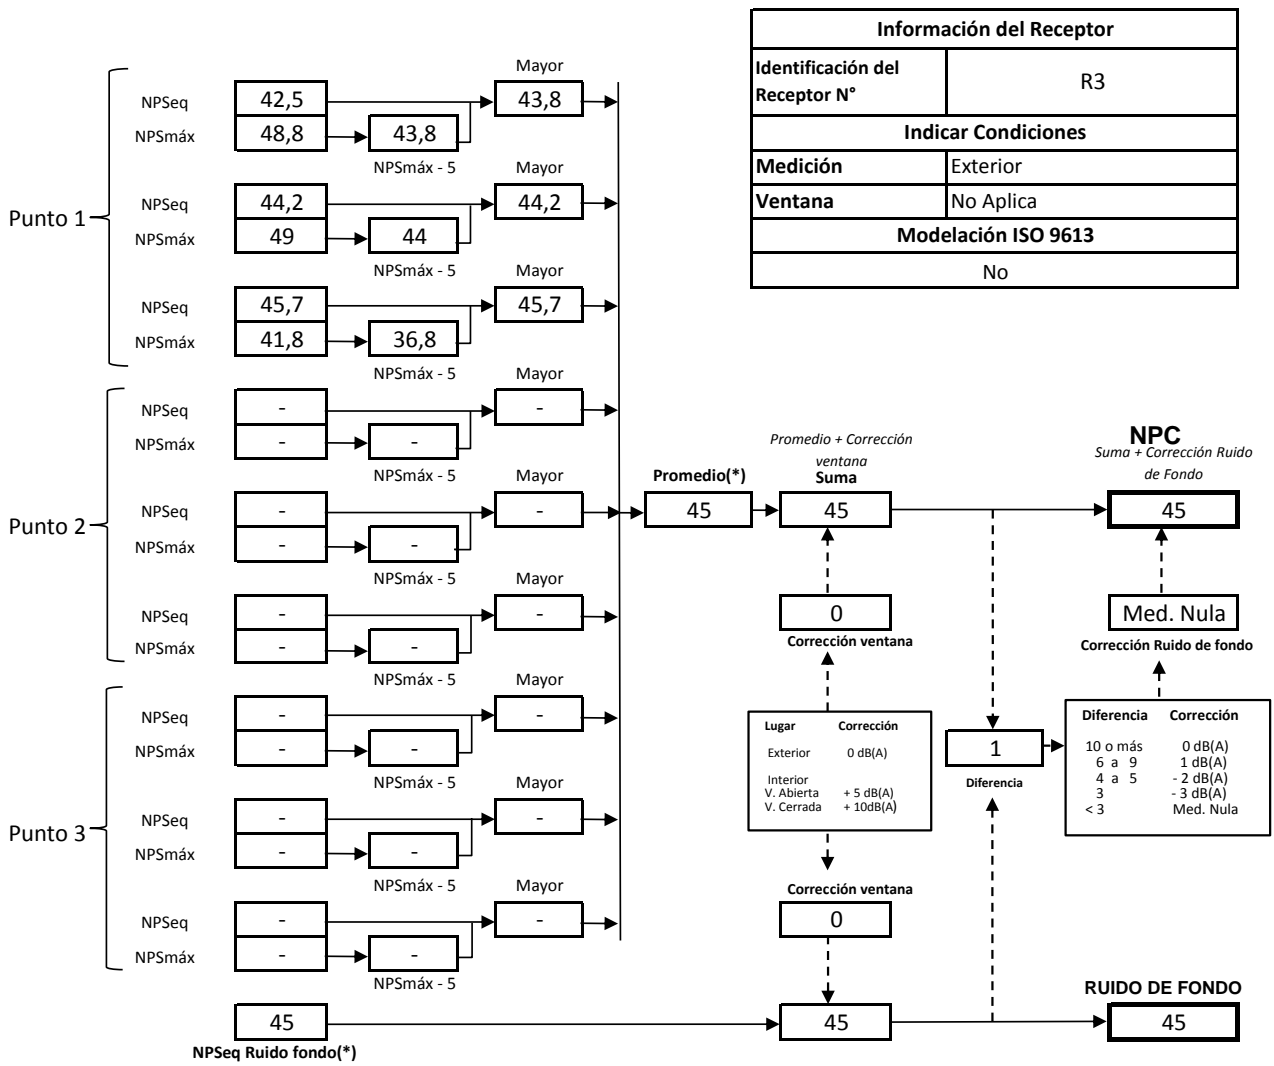 Información del Receptor
Identificación del Receptor N°
R3
Indicar Condiciones
Medición Exterior
Ventana No Aplica
Modelación ISO 9613
No
Punto 1
Mayor
NPSeq 42,5 43,8
NPSmáx 48,8 43,8
NPSmáx - 5
Mayor
NPSeq 44,2 44,2
NPSmáx 49 44
NPSmáx - 5
Mayor
NPSeq 45,7 45,7
NPSmáx 41,8 36,8
NPSmáx - 5
Punto 2
Mayor
NPSeq - -
NPSmáx - -
NPSmáx - 5
Mayor
NPSeq - -
NPSmáx - -
NPSmáx - 5
Mayor
NPSeq - -
NPSmáx - -
NPSmáx - 5
Punto 3
Mayor
NPSeq - -
NPSmáx - -
NPSmáx - 5
Mayor
NPSeq - -
NPSmáx - -
NPSmáx - 5
Mayor
NPSeq - -
NPSmáx - -
NPSmáx - 5
45
NPSeq Ruido fondo(*)
Promedio(*)
45
Promedio + Corrección
ventana
Suma
45
0
Corrección ventana
Lugar Corrección
Exterior 0 dB(A)
Interior
V. Abierta + 5 dB(A)
V. Cerrada + 10dB(A)
Corrección ventana
0
45
1
Diferencia
NPC
Suma + Corrección Ruido
de Fondo
45
Med. Nula
Corrección Ruido de fondo
Diferencia Corrección
10 o más 0 dB(A)
6 a 9 1 dB(A)
4 a 5 - 2 dB(A)
3 - 3 dB(A)
< 3 Med. Nula
RUIDO DE FONDO
45